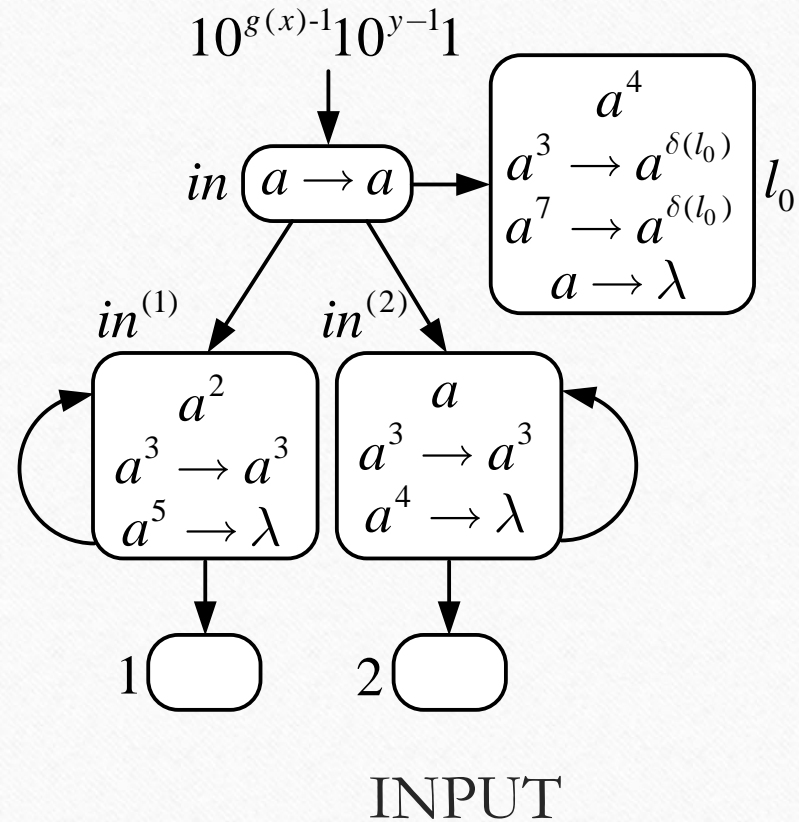 10^{g(x)-1}10^{y−1}1
a^4
in
a → a
a^3 → a^{δ(l_0)}
l_0
a^7 → a^{δ(l_0)}
a → λ
in^{(1)}
in^{(2)}
a^2
a^3 → a^3
a^5 → λ
a
a^3 → a^3
a^4 → λ
1
2
INPUT